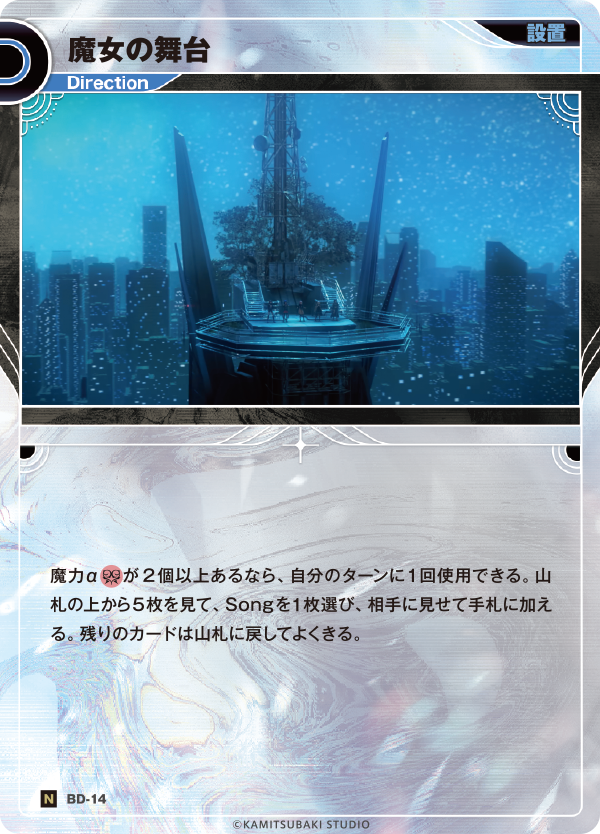 魔女の舞台
設置
Direction
魔力αが2個以上あるなら、自分のターンに1回使用できる。山
札の上から5枚を見て、Songを1枚選び、相手に見せて手札に加え
る。残りのカードは山札に戻してよくきる。
N BD-14
©KAMITSUBAKI STUDIO